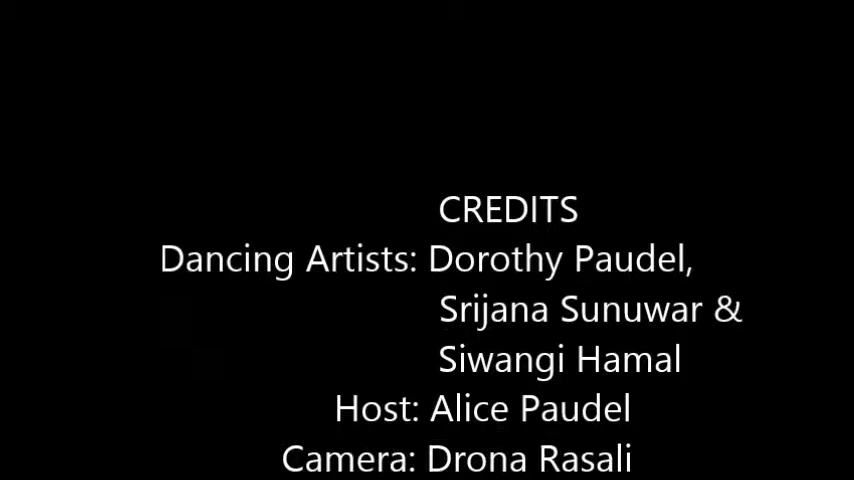 CREDITS
Dancing Artists: Dorothy Paudel,
Srijana Sunuwar &
Siwangi Hamal
Host: Alice Paudel
Camera: Drona Rasali